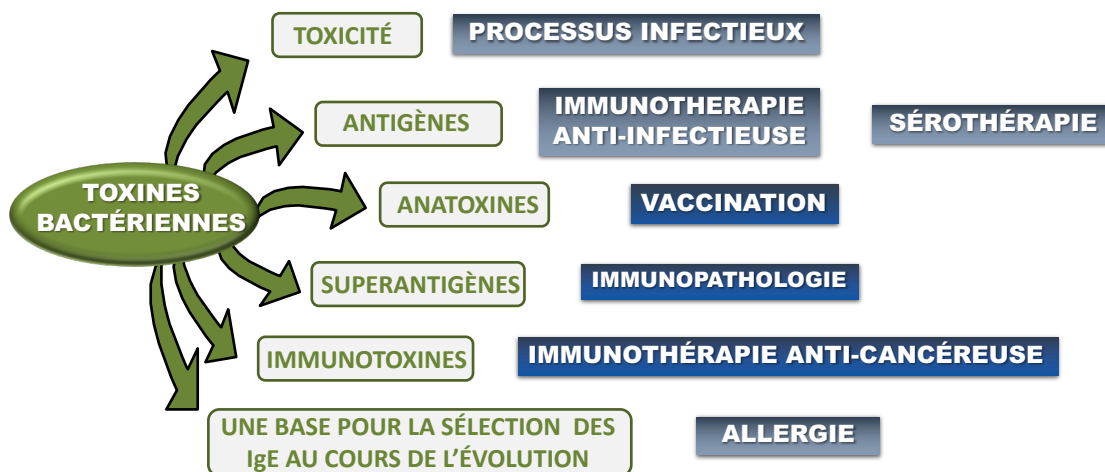 TOXICITÉ
PROCESSUS INFECTIEUX
ANTIGÈNES
IMMUNOTHERAPIE
ANTI-INFECTIEUSE
SÉROTHÉRAPIE
TOXINES
BACTÉRIENNES
ANATOXINES
VACCINATION
SUPERANTIGÈNES
IMMUNOPATHOLOGIE
IMMUNOTOXINES
IMMUNOTHÉRAPIE ANTI-CANCÉREUSE
UNE BASE POUR LA SÉLECTION DES
IgE AU COURS DE L’ÉVOLUTION
ALLERGIE